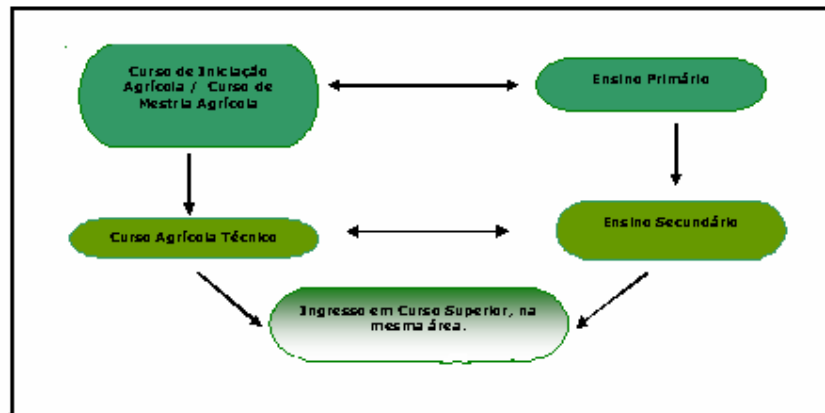 Curso de Iniciação
Agrícola / Curso de
Mestria Agrícola
Ensino Primário
Curso Agrícola Técnico
Ensino Secundário
Ingresso em Curso Superior, na
mesma área.